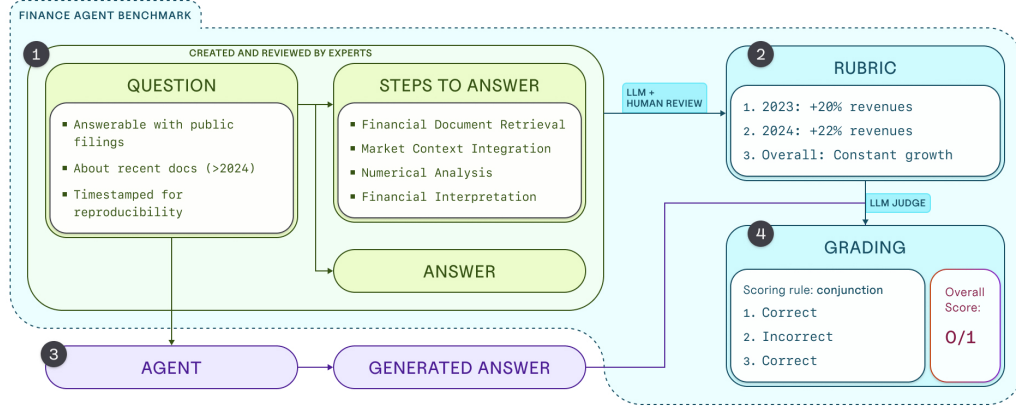 FINANCE AGENT BENCHMARK
1
CREATED AND REVIEWED BY EXPERTS
QUESTION
▪ Answerable with public
filings
▪ About recent docs (>2024)
▪ Timestamped for
reproducibility
STEPS TO ANSWER
▪ Financial Document Retrieval
▪ Market Context Integration
▪ Numerical Analysis
▪ Financial Interpretation
ANSWER
LLM +
HUMAN REVIEW
2
RUBRIC
1. 2023: +20% revenues
2. 2024: +22% revenues
3. Overall: Constant growth
LLM JUDGE
3
AGENT
GENERATED ANSWER
4
GRADING
Scoring rule: conjunction
1. Correct
2. Incorrect
3. Correct
Overall
Score:
0/1